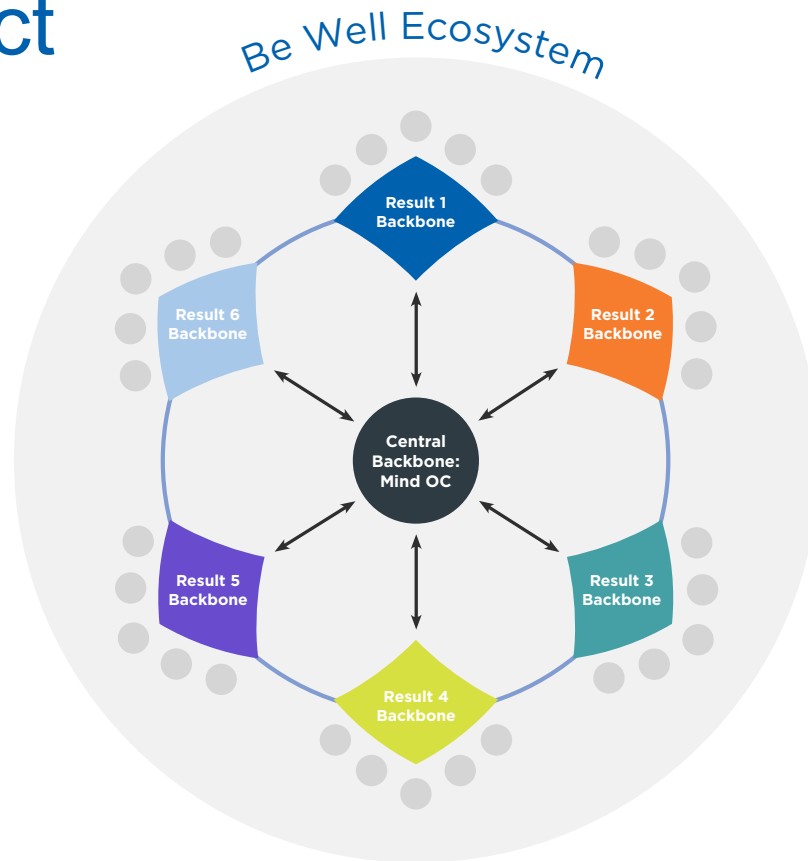 ct
Be Well Ecosystem
Result 1
Backbone
Result 6
Backbone
Result 2
Backbone
Central
Backbone:
Mind OC
Result 5
Backbone
Result 3
Backbone
Result 4
Backbone